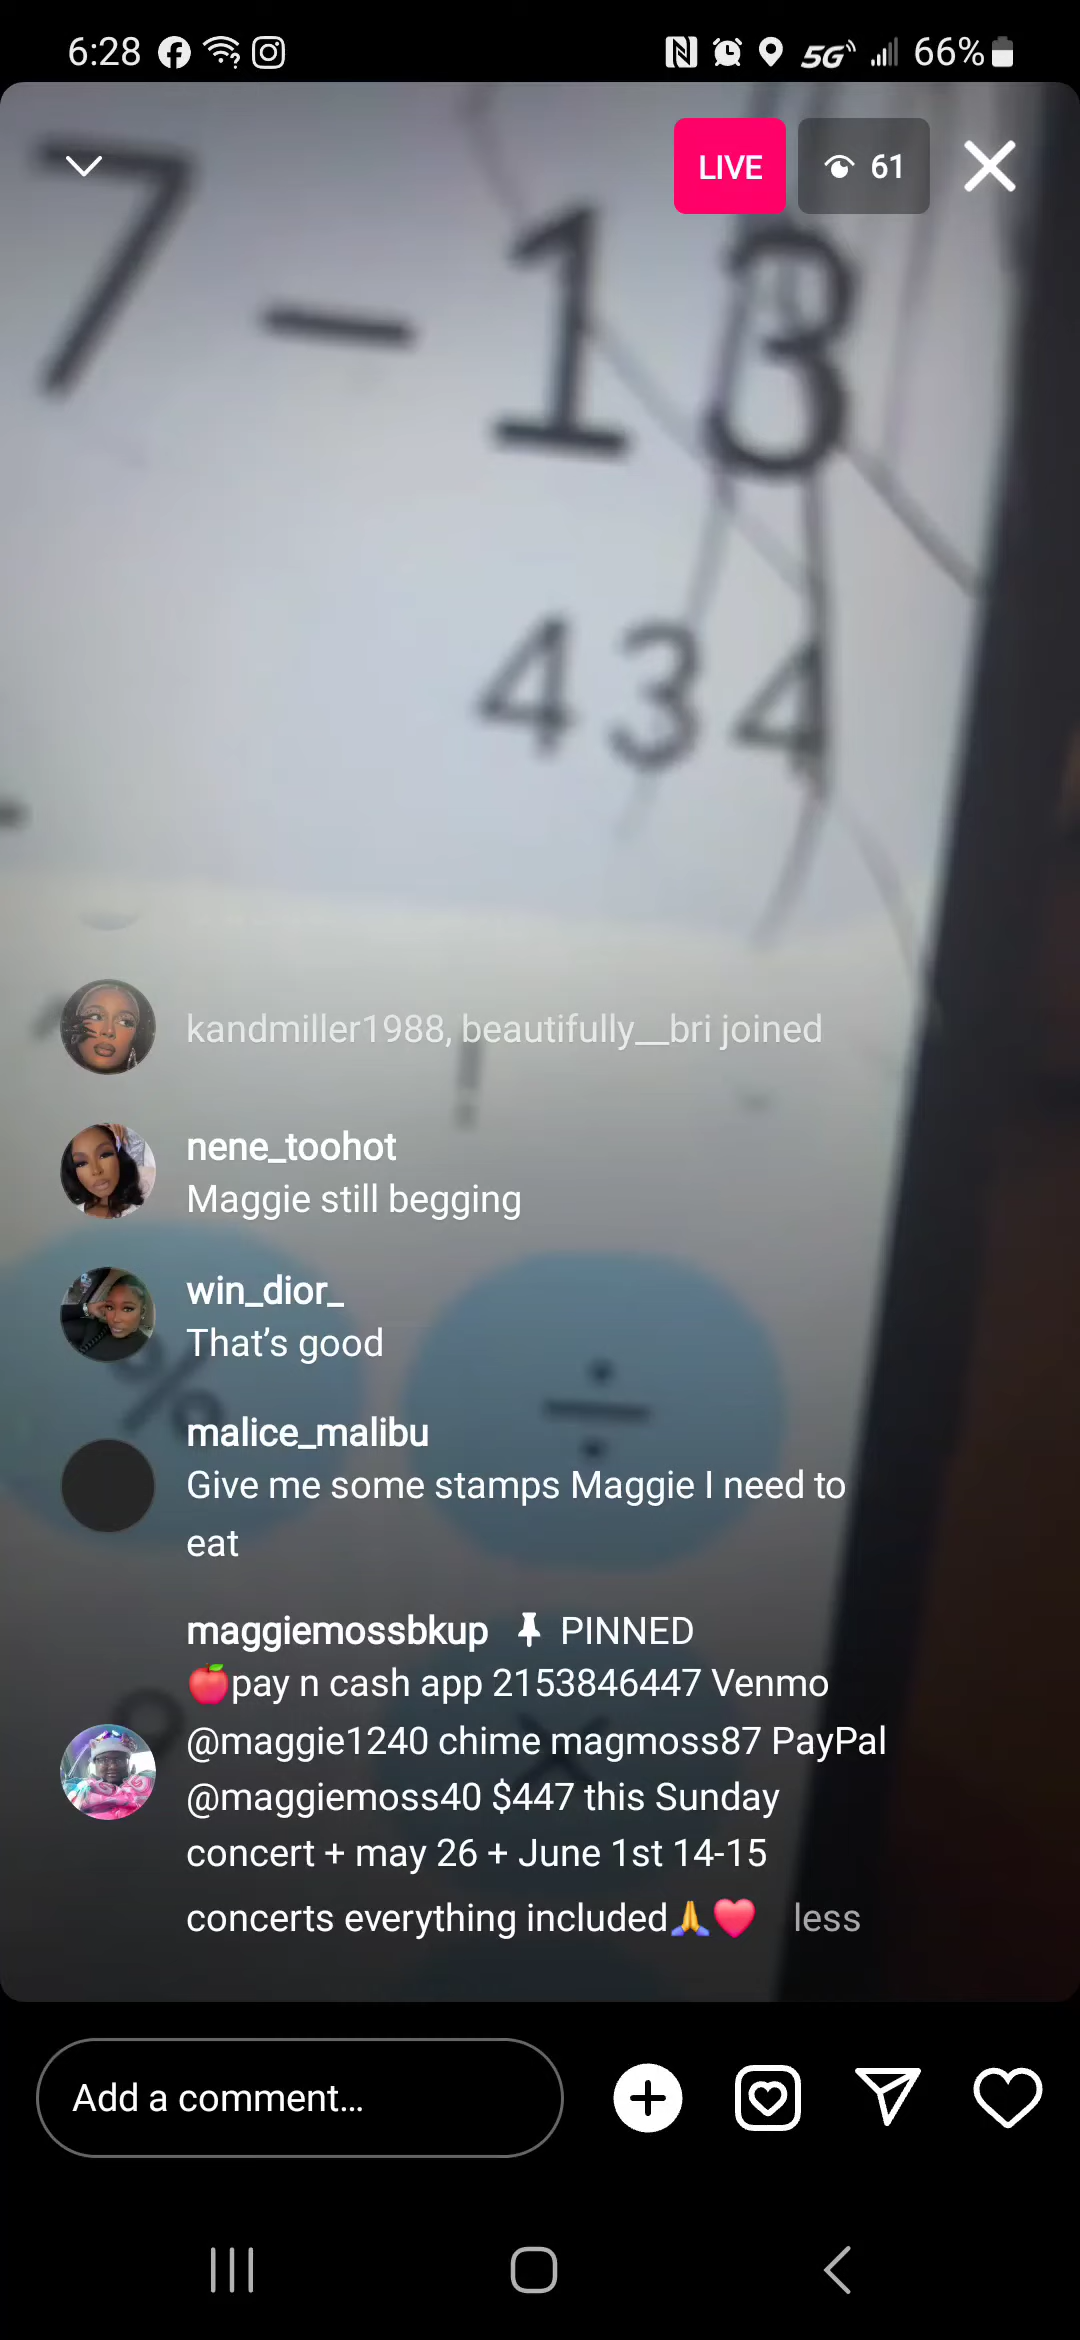 6:28 5G 66%
LIVE 61
7-13
434
kandmiller1988, beautifully__bri joined
nene_toohot
Maggie still begging
win_dior_
That’s good
malice_malibu
Give me some stamps Maggie I need to
eat
%
÷
maggiemossbkup 📌 PINNED
🍎pay n cash app 2153846447 Venmo
@maggie1240 chime magmoss87 PayPal
@maggiemoss40 $447 this Sunday
concert + may 26 + June 1st 14-15
concerts everything included🙏❤️ less
Add a comment…